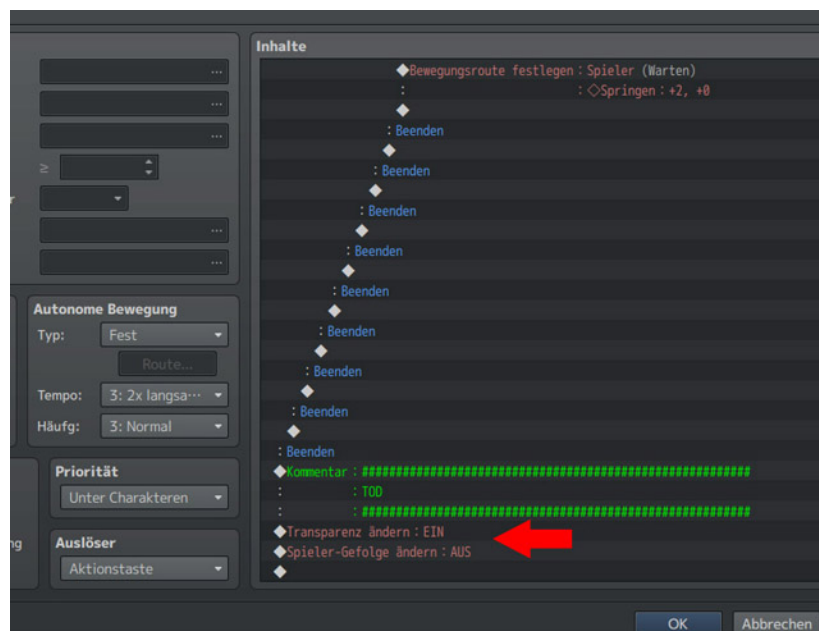 Inhalte
◆Bewegungsroute festlegen：Spieler (Warten)
：　　　　　　　　　：◇Springen：+2, +0
◆
：Beenden
◆
：Beenden
◆
：Beenden
◆
：Beenden
◆
：Beenden
◆
：Beenden
◆
：Beenden
◆
：Beenden
◆
：Beenden
◆Kommentar：##########################################################
：　　　　：TOD
：　　　　：##########################################################
◆Transparenz ändern：EIN
◆Spieler-Gefolge ändern：AUS
◆
...
...
...
≥
r
...
...
Autonome Bewegung
Typ: Fest
Route...
Tempo: 3: 2x langsa...
Häufg: 3: Normal
Priorität
Unter Charakteren
ng
Auslöser
Aktionstaste
OK
Abbrechen